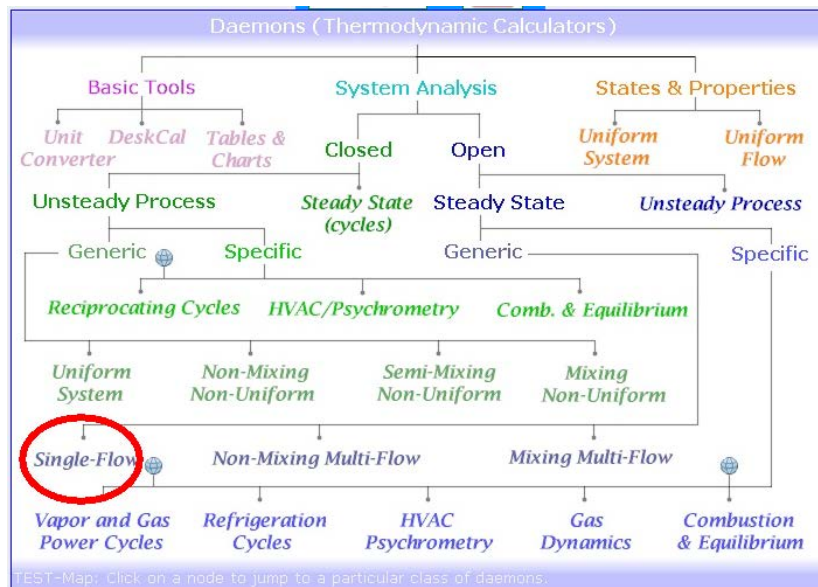 Daemons (Thermodynamic Calculators)
Basic Tools
System Analysis
States & Properties
Unit
Converter
DeskCal
Tables &
Charts
Closed
Open
Uniform
System
Uniform
Flow
Unsteady Process
Steady State
(cycles)
Steady State
Unsteady Process
Generic
Specific
Generic
Specific
Reciprocating Cycles
HVAC/Psychrometry
Comb. & Equilibrium
Uniform
System
Non-Mixing
Non-Uniform
Semi-Mixing
Non-Uniform
Mixing
Non-Uniform
Single-Flow
Non-Mixing Multi-Flow
Mixing Multi-Flow
Vapor and Gas
Power Cycles
Refrigeration
Cycles
HVAC
Psychrometry
Gas
Dynamics
Combustion
& Equilibrium
TEST-Map: Click on a node to jump to a particular class of daemons.